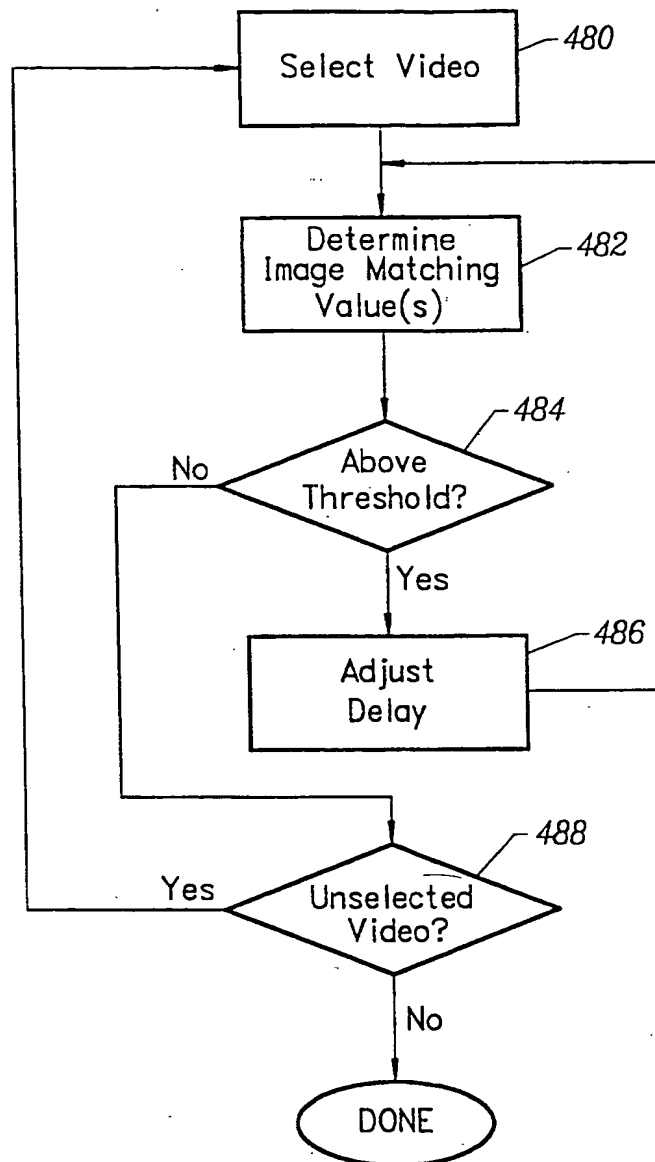 480
Select Video
Determine
Image Matching
Value(s)
482
484
No
Above
Threshold?
Yes
486
Adjust
Delay
488
Yes
Unselected
Video?
No
DONE